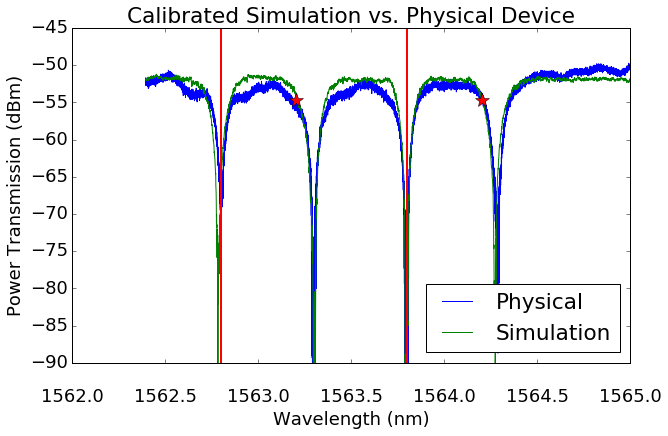 Calibrated Simulation vs. Physical Device
Power Transmission (dBm)
−45
−50
−55
−60
−65
−70
−75
−80
−85
−90
Physical
Simulation
1562.0 1562.5 1563.0 1563.5 1564.0 1564.5 1565.0
Wavelength (nm)